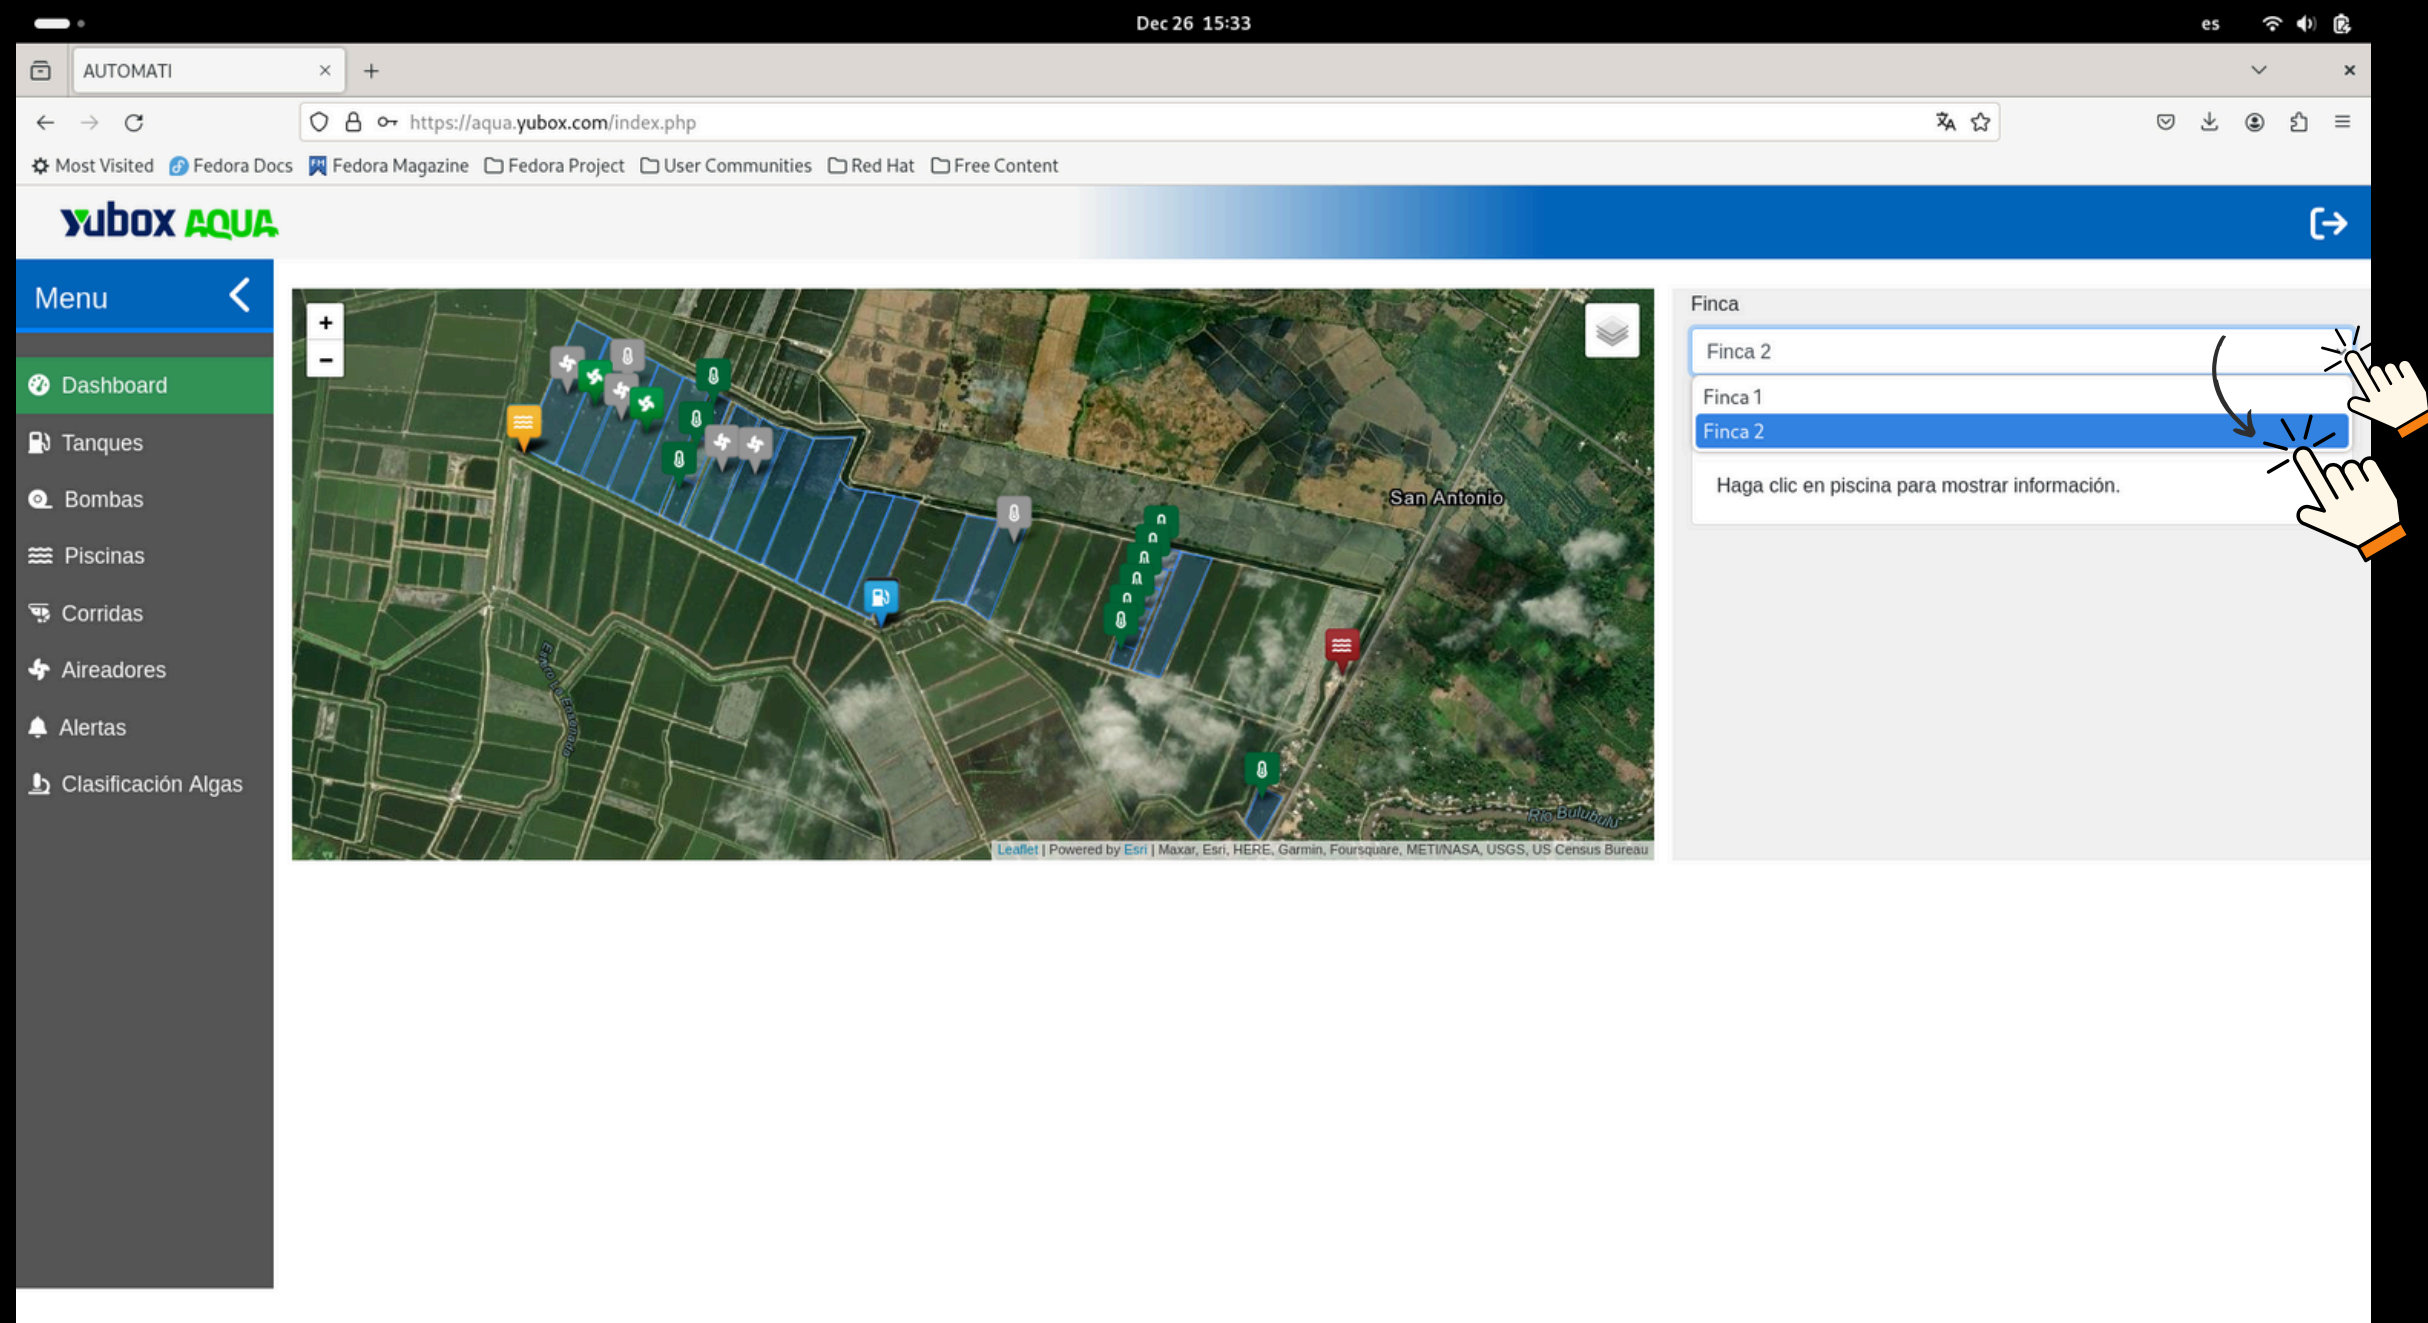 Dec 26 15:33
es
AUTOMATI
https://aqua.yubox.com/index.php
Most Visited Fedora Docs Fedora Magazine Fedora Project User Communities Red Hat Free Content
yubox AQUA
Menu
Dashboard
Tanques
Bombas
Piscinas
Corridas
Aireadores
Alertas
Clasificación Algas
+
−
San Antonio
Río Bulubulu
Leaflet | Powered by Esri | Maxar, Esri, HERE, Garmin, Foursquare, METI/NASA, USGS, US Census Bureau
Finca
Finca 2
Finca 1
Finca 2
Haga clic en piscina para mostrar información.